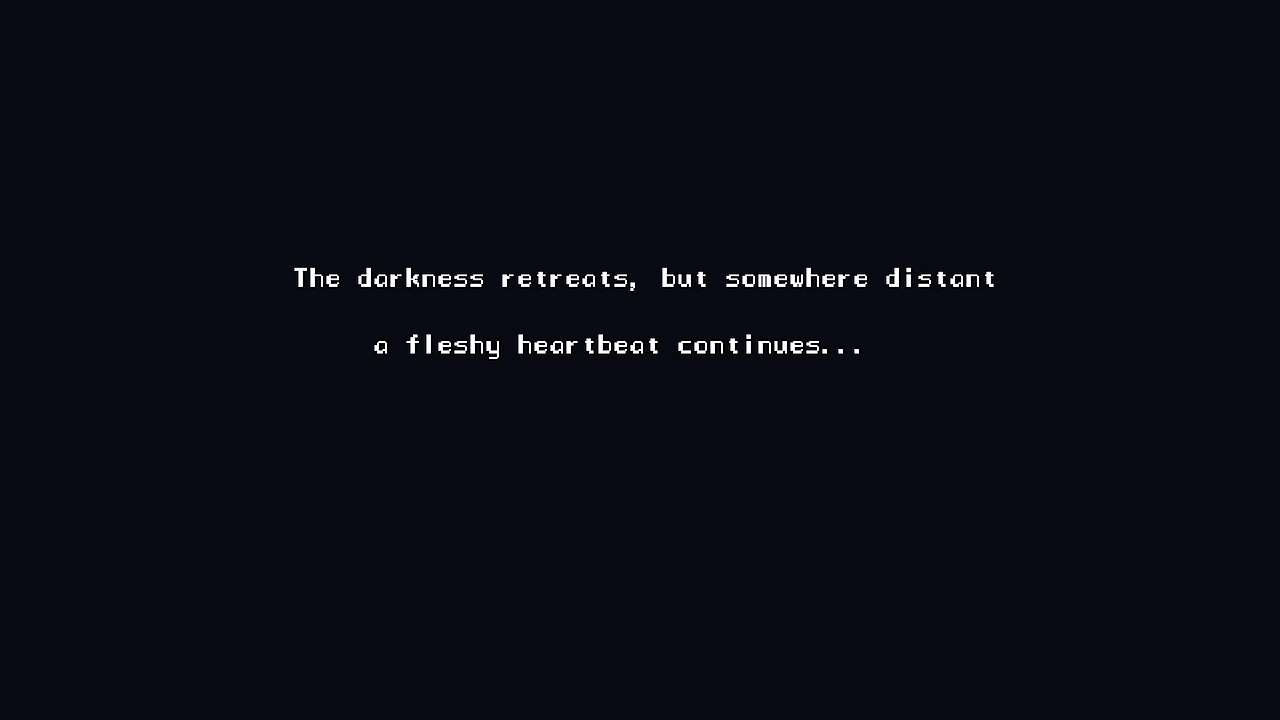 The darkness retreats, but somewhere distant
a fleshy heartbeat continues...